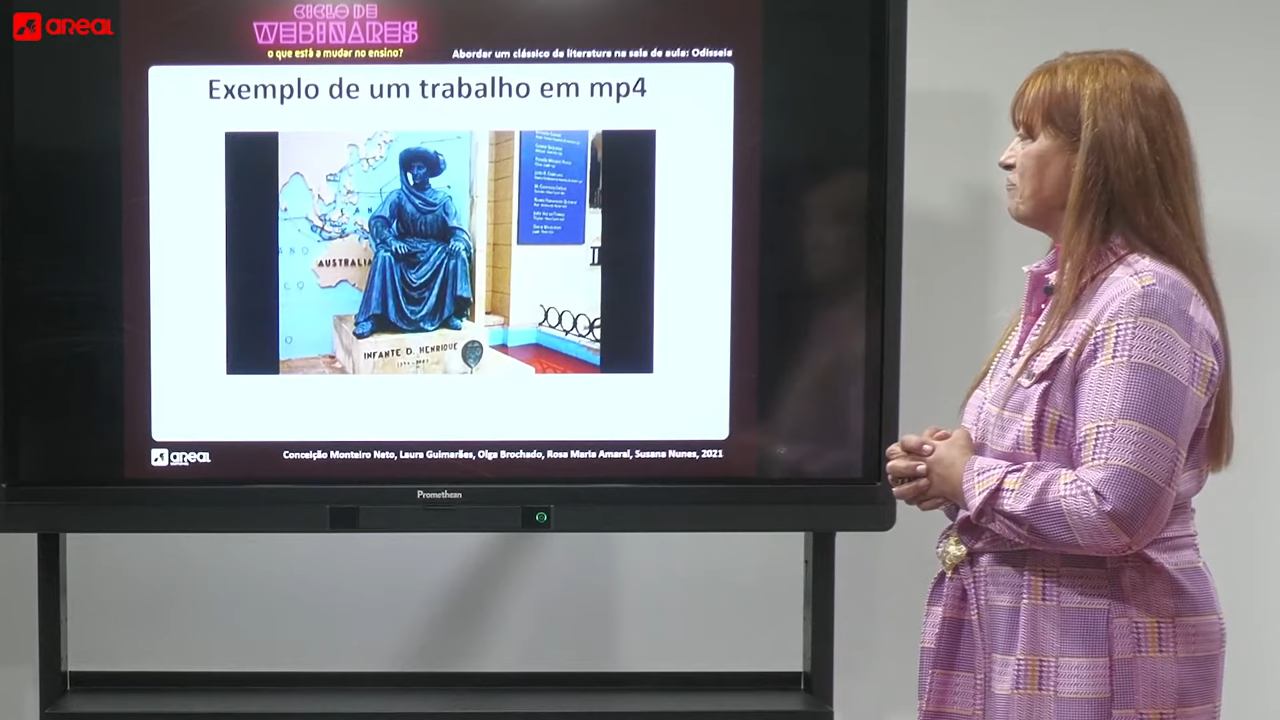 areal
CICLO DE
WEBINARES
o que está a mudar no ensino?
Abordar um clássico da literatura na sala de aula: Odisseia
Exemplo de um trabalho em mp4
AUSTRALIA
INFANTE D. HENRIQUE
areal
Conceição Monteiro Neto, Laura Guimarães, Olga Brochado, Rosa Maria Amaral, Susana Nunes, 2021
Promethean